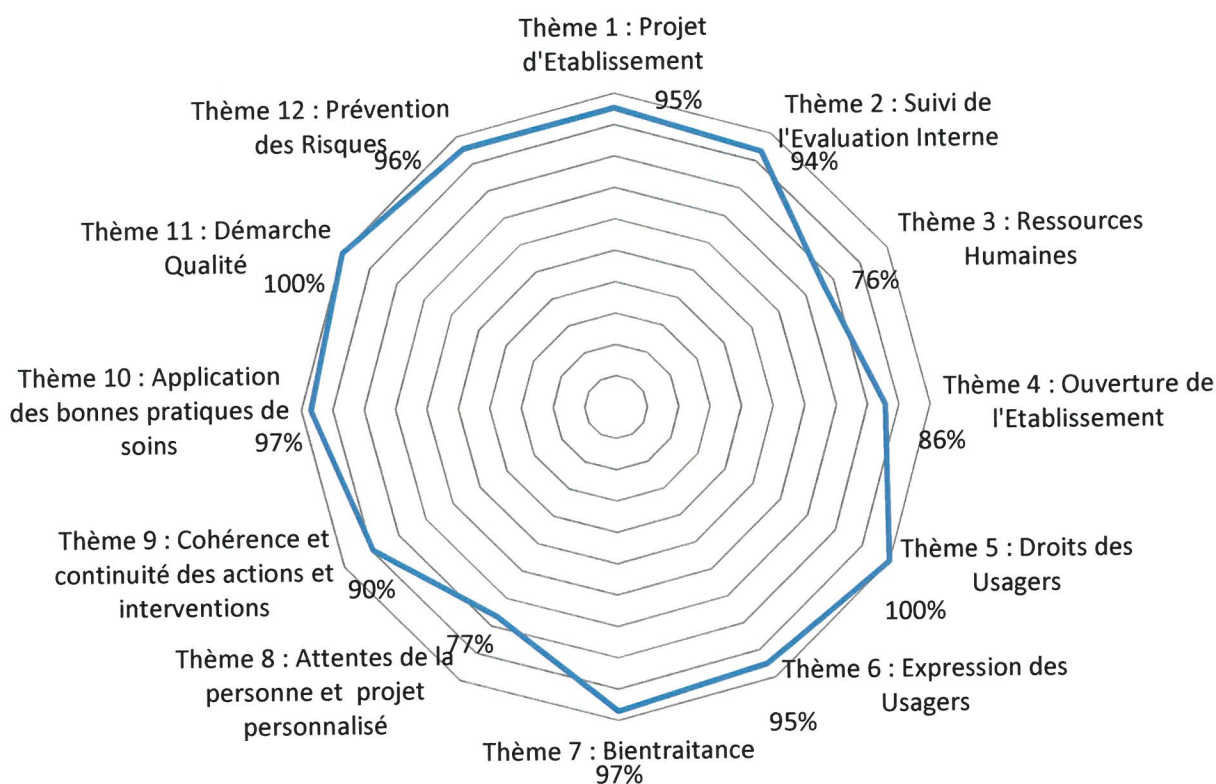 Thème 1 : Projet
d'Etablissement
95%
Thème 2 : Suivi de
l'Evaluation Interne
94%
Thème 3 : Ressources
Humaines
76%
Thème 4 : Ouverture de
l'Etablissement
86%
Thème 5 : Droits des
Usagers
100%
Thème 6 : Expression des
Usagers
95%
Thème 7 : Bientraitance
97%
Thème 8 : Attentes de la
personne et projet
personnalisé
77%
Thème 9 : Cohérence et
continuité des actions et
interventions
90%
Thème 10 : Application
des bonnes pratiques de
soins
97%
Thème 11 : Démarche
Qualité
100%
Thème 12 : Prévention
des Risques
96%